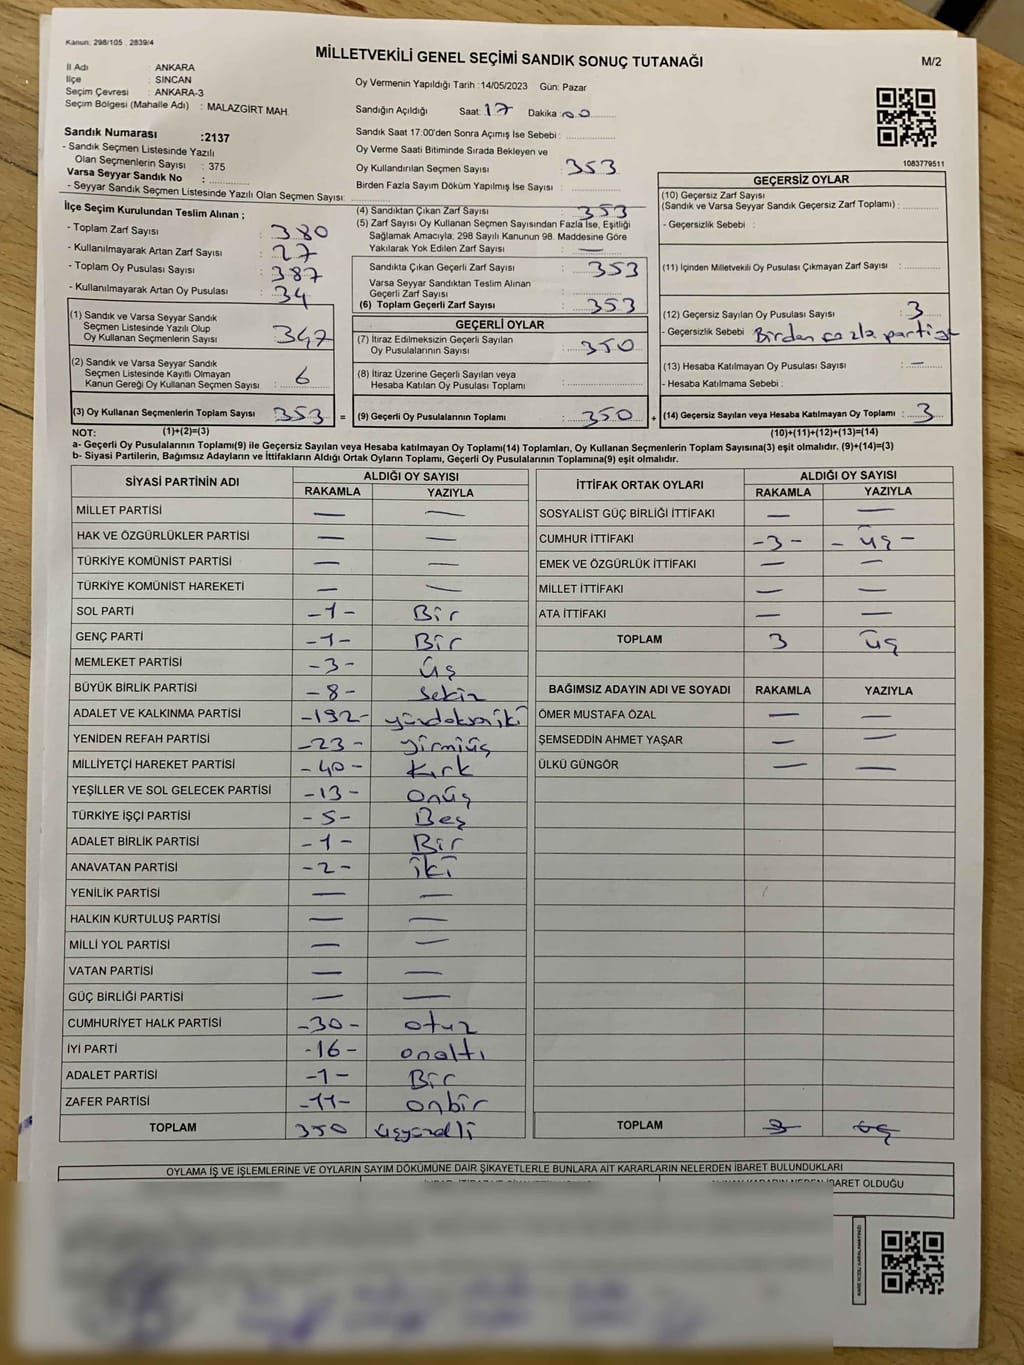 Kanun: 298/105 , 2839/4
MİLLETVEKİLİ GENEL SEÇİMİ SANDIK SONUÇ TUTANAĞI
M/2
İl Adı : ANKARA
İlçe : SİNCAN
Seçim Çevresi : ANKARA-3
Seçim Bölgesi (Mahalle Adı) : MALAZGİRT MAH.
Oy Vermenin Yapıldığı Tarih :14/05/2023 Gün: Pazar
Sandığın Açıldığı Saat: 17 Dakika 00
Sandık Saat 17:00'den Sonra Açımış İse Sebebi :
Oy Verme Saati Bitiminde Sırada Bekleyen ve
Oy Kullandırılan Seçmen Sayısı : 353
Birden Fazla Sayım Döküm Yapılmış İse Sayısı :
1083779511
Sandık Numarası :2137
- Sandık Seçmen Listesinde Yazılı
Olan Seçmenlerin Sayısı : 375
Varsa Seyyar Sandık No :
- Seyyar Sandık Seçmen Listesinde Yazılı Olan Seçmen Sayısı:
İlçe Seçim Kurulundan Teslim Alınan ;
- Toplam Zarf Sayısı : 380
- Kullanılmayarak Artan Zarf Sayısı : 27
- Toplam Oy Pusulası Sayısı : 387
- Kullanılmayarak Artan Oy Pusulası : 34
(1) Sandık ve Varsa Seyyar Sandık
Seçmen Listesinde Yazılı Olup
Oy Kullanan Seçmenlerin Sayısı : 347
(2) Sandık ve Varsa Seyyar Sandık
Seçmen Listesinde Kayıtlı Olmayan
Kanun Gereği Oy Kullanan Seçmen Sayısı : 6
(3) Oy Kullanan Seçmenlerin Toplam Sayısı : 353 =
(1)+(2)=(3)
(4) Sandıktan Çıkan Zarf Sayısı : 353
(5) Zarf Sayısı Oy Kullanan Seçmen Sayısından Fazla İse, Eşitliği
Sağlamak Amacıyla, 298 Sayılı Kanunun 98. Maddesine Göre
Yakılarak Yok Edilen Zarf Sayısı : —
Sandıkta Çıkan Geçerli Zarf Sayısı : 353
Varsa Seyyar Sandıktan Teslim Alınan
Geçerli Zarf Sayısı :
(6) Toplam Geçerli Zarf Sayısı : 353
GEÇERLİ OYLAR
(7) İtiraz Edilmeksizin Geçerli Sayılan
Oy Pusulalarının Sayısı : 350
(8) İtiraz Üzerine Geçerli Sayılan veya
Hesaba Katılan Oy Pusulası Toplamı :
(9) Geçerli Oy Pusulalarının Toplamı : 350 +
GEÇERSİZ OYLAR
(10) Geçersiz Zarf Sayısı
(Sandık ve Varsa Seyyar Sandık Geçersiz Zarf Toplamı) :
- Geçersizlik Sebebi :
(11) İçinden Milletvekili Oy Pusulası Çıkmayan Zarf Sayısı :
(12) Geçersiz Sayılan Oy Pusulası Sayısı : 3
- Geçersizlik Sebebi : Birden fazla
(13) Hesaba Katılmayan Oy Pusulası Sayısı : —
- Hesaba Katılmama Sebebi :
(14) Geçersiz Sayılan veya Hesaba Katılmayan Oy Toplamı : 3
(10)+(11)+(12)+(13)=(14)
NOT:
a- Geçerli Oy Pusulalarının Toplamı(9) ile Geçersiz Sayılan veya Hesaba katılmayan Oy Toplamı(14) Toplamları, Oy Kullanan Seçmenlerin Toplam Sayısına(3) eşit olmalıdır. (9)+(14)=(3)
b- Siyasi Partilerin, Bağımsız Adayların ve İttifakların Aldığı Ortak Oyların Toplamı, Geçerli Oy Pusulalarının Toplamına(9) eşit olmalıdır.
SİYASİ PARTİNİN ADI ALDIĞI OY SAYISI
RAKAMLA YAZIYLA
MİLLET PARTİSİ — —
HAK VE ÖZGÜRLÜKLER PARTİSİ — —
TÜRKİYE KOMÜNİST PARTİSİ — —
TÜRKİYE KOMÜNİST HAREKETİ — —
SOL PARTİ -1- Bir
GENÇ PARTİ -1- Bir
MEMLEKET PARTİSİ -3- üş
BÜYÜK BİRLİK PARTİSİ -8- sekiz
ADALET VE KALKINMA PARTİSİ -192- yüzdoksaniki
YENİDEN REFAH PARTİSİ -23- yirmiüş
MİLLİYETÇİ HAREKET PARTİSİ -40- Kırk
YEŞİLLER VE SOL GELECEK PARTİSİ -13- onüş
TÜRKİYE İŞÇİ PARTİSİ -5- Beş
ADALET BİRLİK PARTİSİ -1- Bir
ANAVATAN PARTİSİ -2- iki
YENİLİK PARTİSİ — —
HALKIN KURTULUŞ PARTİSİ — —
MİLLİ YOL PARTİSİ — —
VATAN PARTİSİ — —
GÜÇ BİRLİĞİ PARTİSİ — —
CUMHURİYET HALK PARTİSİ -30- otuz
İYİ PARTİ -16- onaltı
ADALET PARTİSİ -1- Bir
ZAFER PARTİSİ -11- onbir
TOPLAM 350 üşyüzelli
İTTİFAK ORTAK OYLARI ALDIĞI OY SAYISI
RAKAMLA YAZIYLA
SOSYALİST GÜÇ BİRLİĞİ İTTİFAKI — —
CUMHUR İTTİFAKI -3- - üş -
EMEK VE ÖZGÜRLÜK İTTİFAKI — —
MİLLET İTTİFAKI — —
ATA İTTİFAKI — —
TOPLAM 3 üş
BAĞIMSIZ ADAYIN ADI VE SOYADI RAKAMLA YAZIYLA
ÖMER MUSTAFA ÖZAL — —
ŞEMSEDDİN AHMET YAŞAR — —
ÜLKÜ GÜNGÖR — —
TOPLAM 3 üş
OYLAMA İŞ VE İŞLEMLERİNE VE OYLARIN SAYIM DÖKÜMÜNE DAİR ŞİKAYETLERLE BUNLARA AİT KARARLARIN NELERDEN İBARET BULUNDUKLARI
OLDUĞU